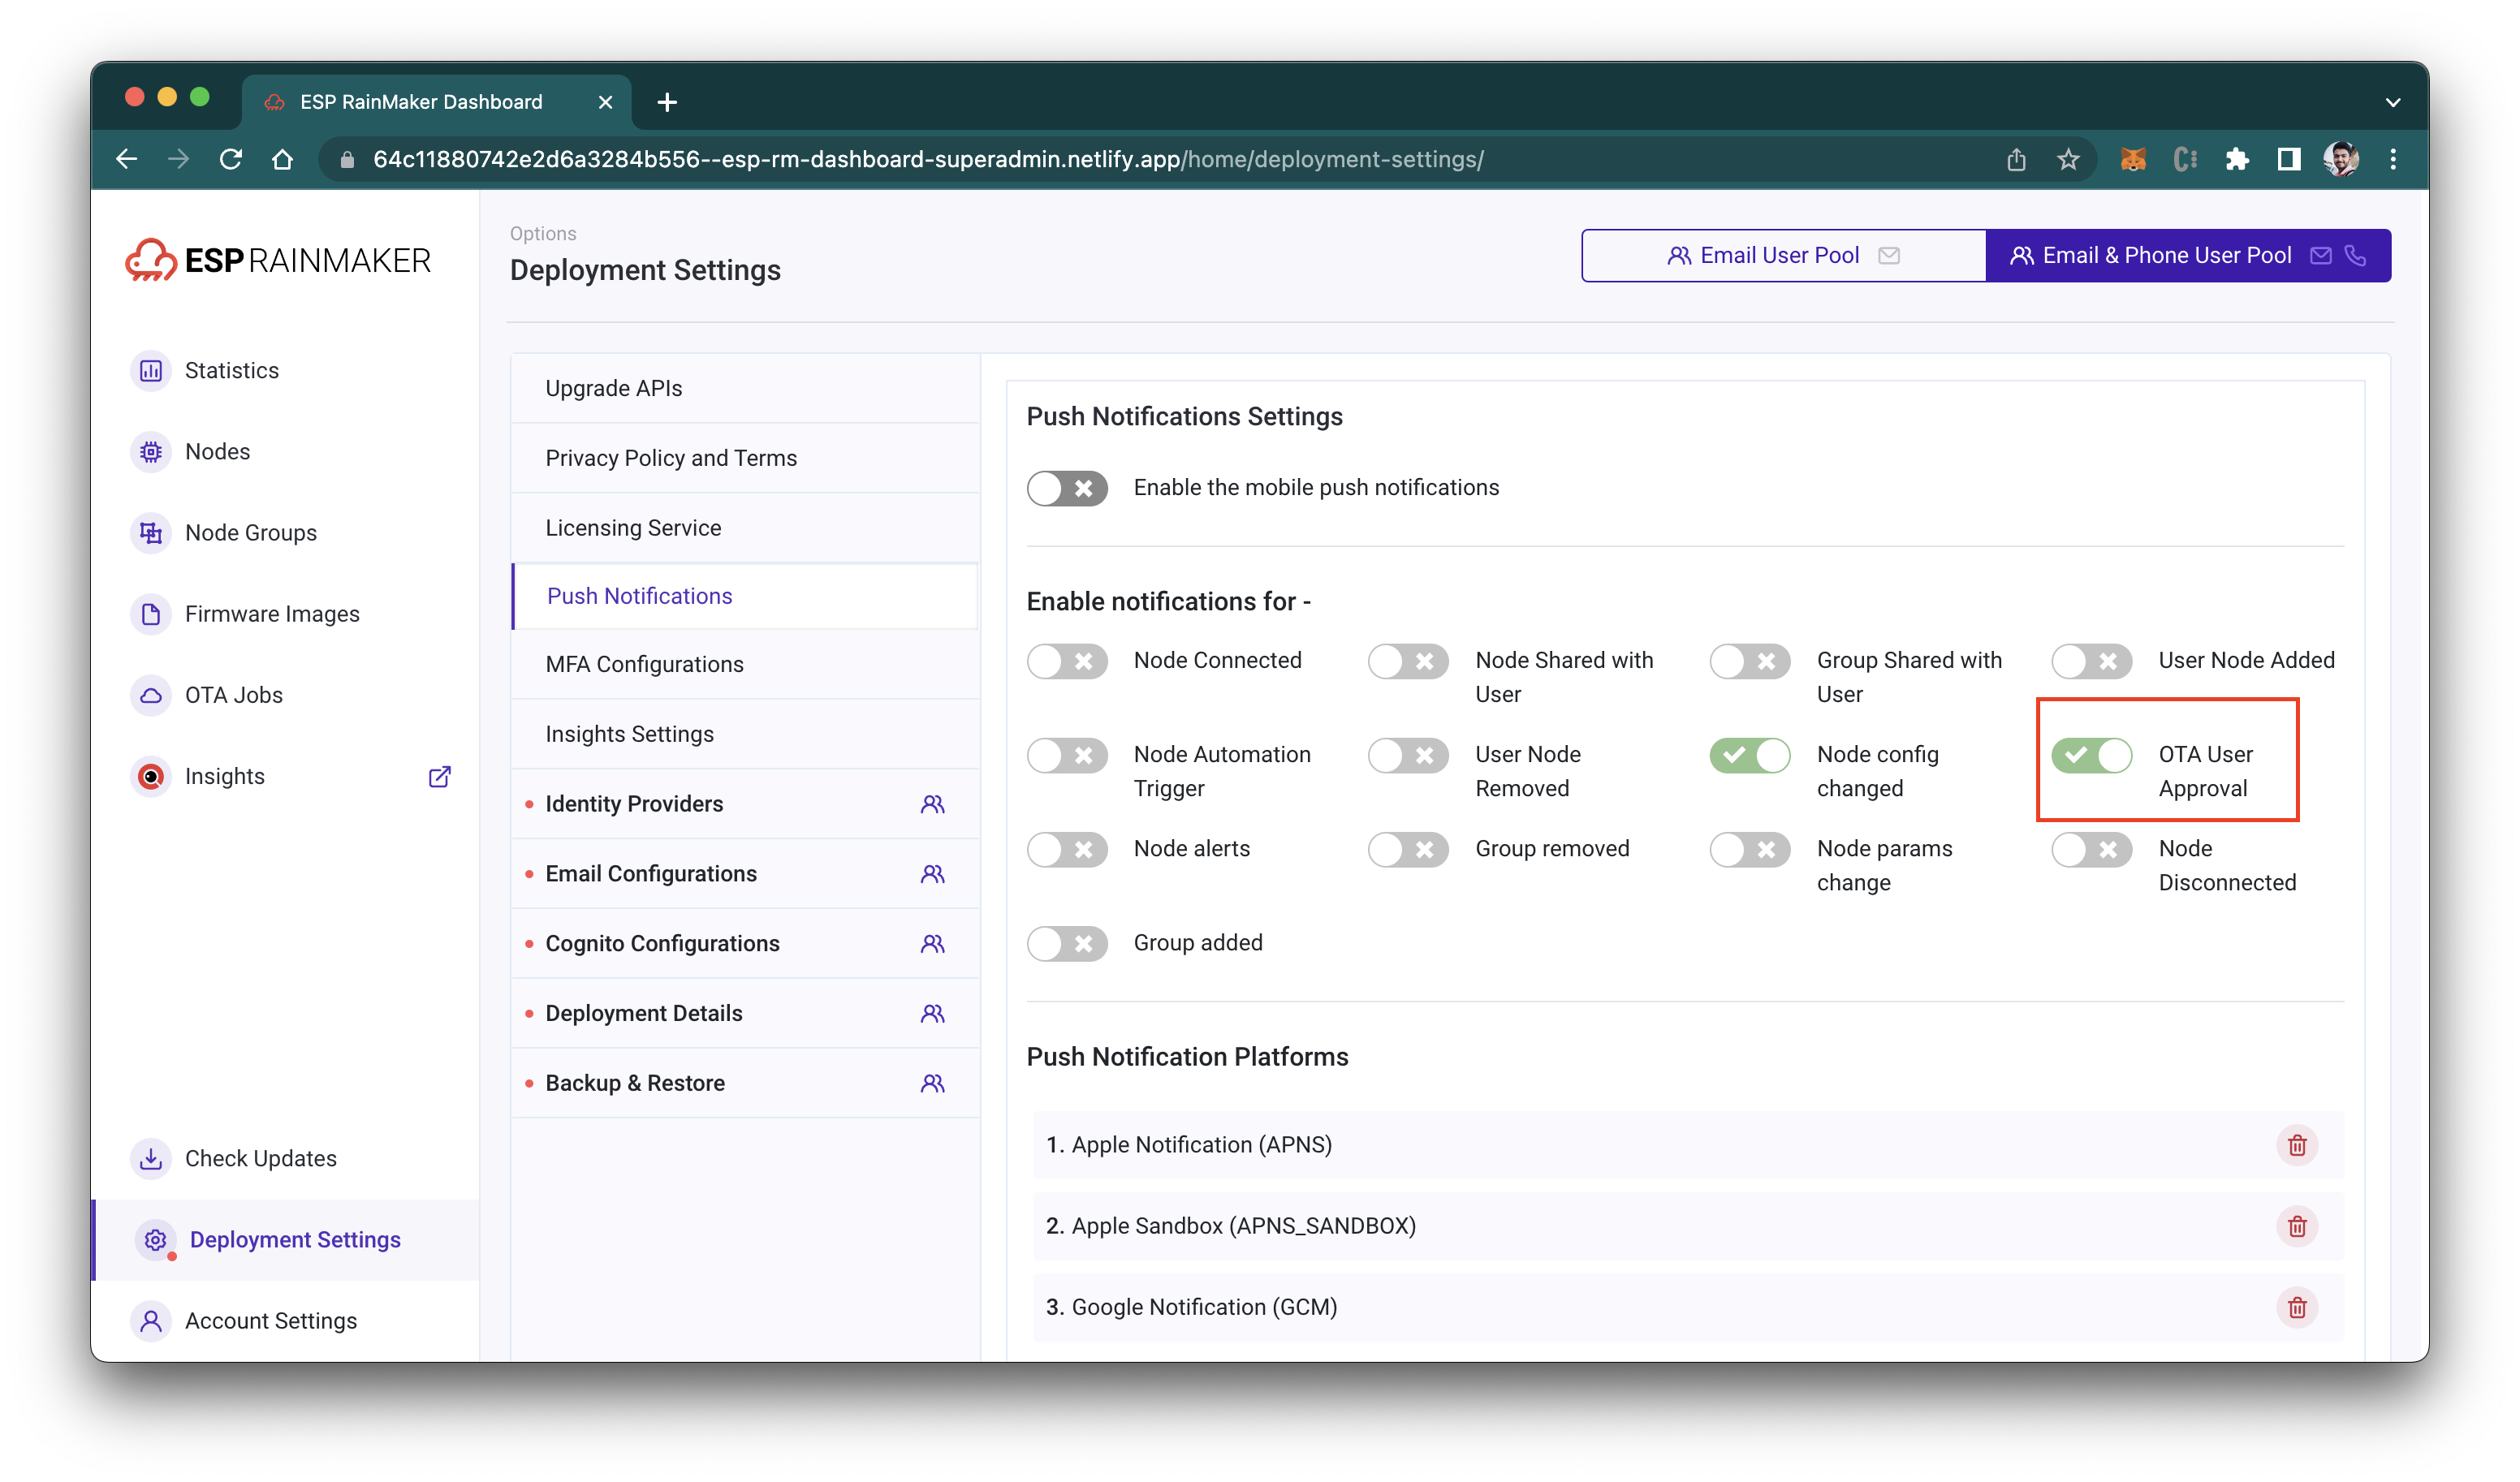 ESP RainMaker Dashboard
64c11880742e2d6a3284b556--esp-rm-dashboard-superadmin.netlify.app/home/deployment-settings/
ESP RAINMAKER
Statistics
Nodes
Node Groups
Firmware Images
OTA Jobs
Insights
Check Updates
Deployment Settings
Account Settings
Options
Deployment Settings
Email User Pool
Email & Phone User Pool
Upgrade APIs
Privacy Policy and Terms
Licensing Service
Push Notifications
MFA Configurations
Insights Settings
Identity Providers
Email Configurations
Cognito Configurations
Deployment Details
Backup & Restore
Push Notifications Settings
Enable the mobile push notifications
Enable notifications for -
Node Connected
Node Shared with
User
Group Shared with
User
User Node Added
Node Automation
Trigger
User Node
Removed
Node config
changed
OTA User
Approval
Node alerts
Group removed
Node params
change
Node
Disconnected
Group added
Push Notification Platforms
1. Apple Notification (APNS)
2. Apple Sandbox (APNS_SANDBOX)
3. Google Notification (GCM)